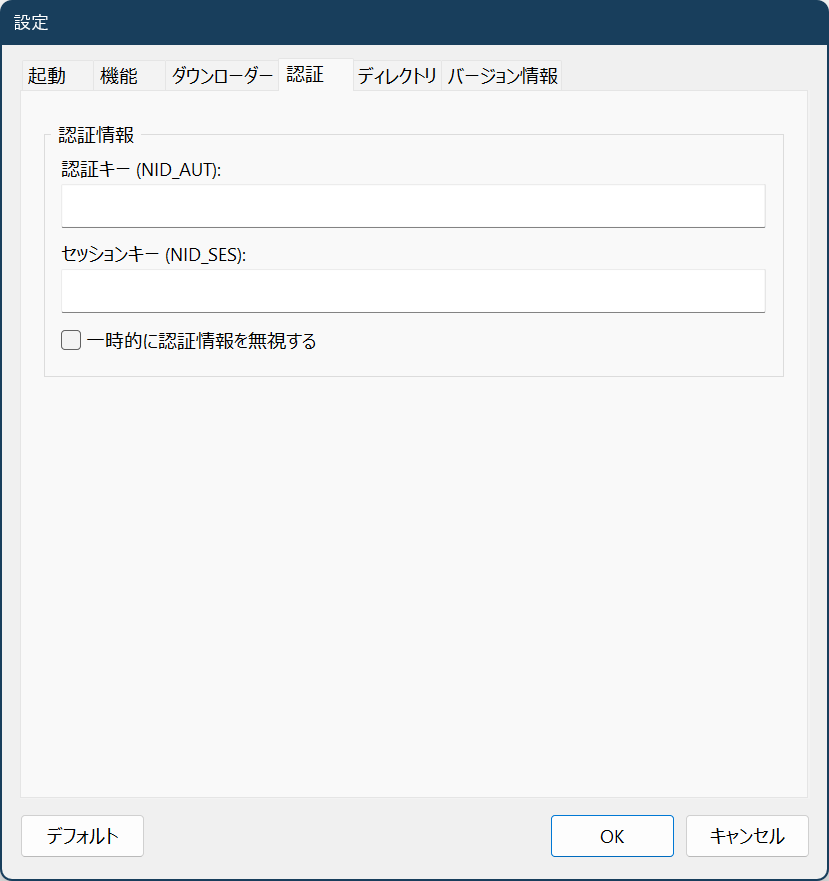 設定
起動 機能 ダウンローダー 認証 ディレクトリ バージョン情報
認証情報
認証キー (NID_AUT):
セッションキー (NID_SES):
一時的に認証情報を無視する
デフォルト OK キャンセル